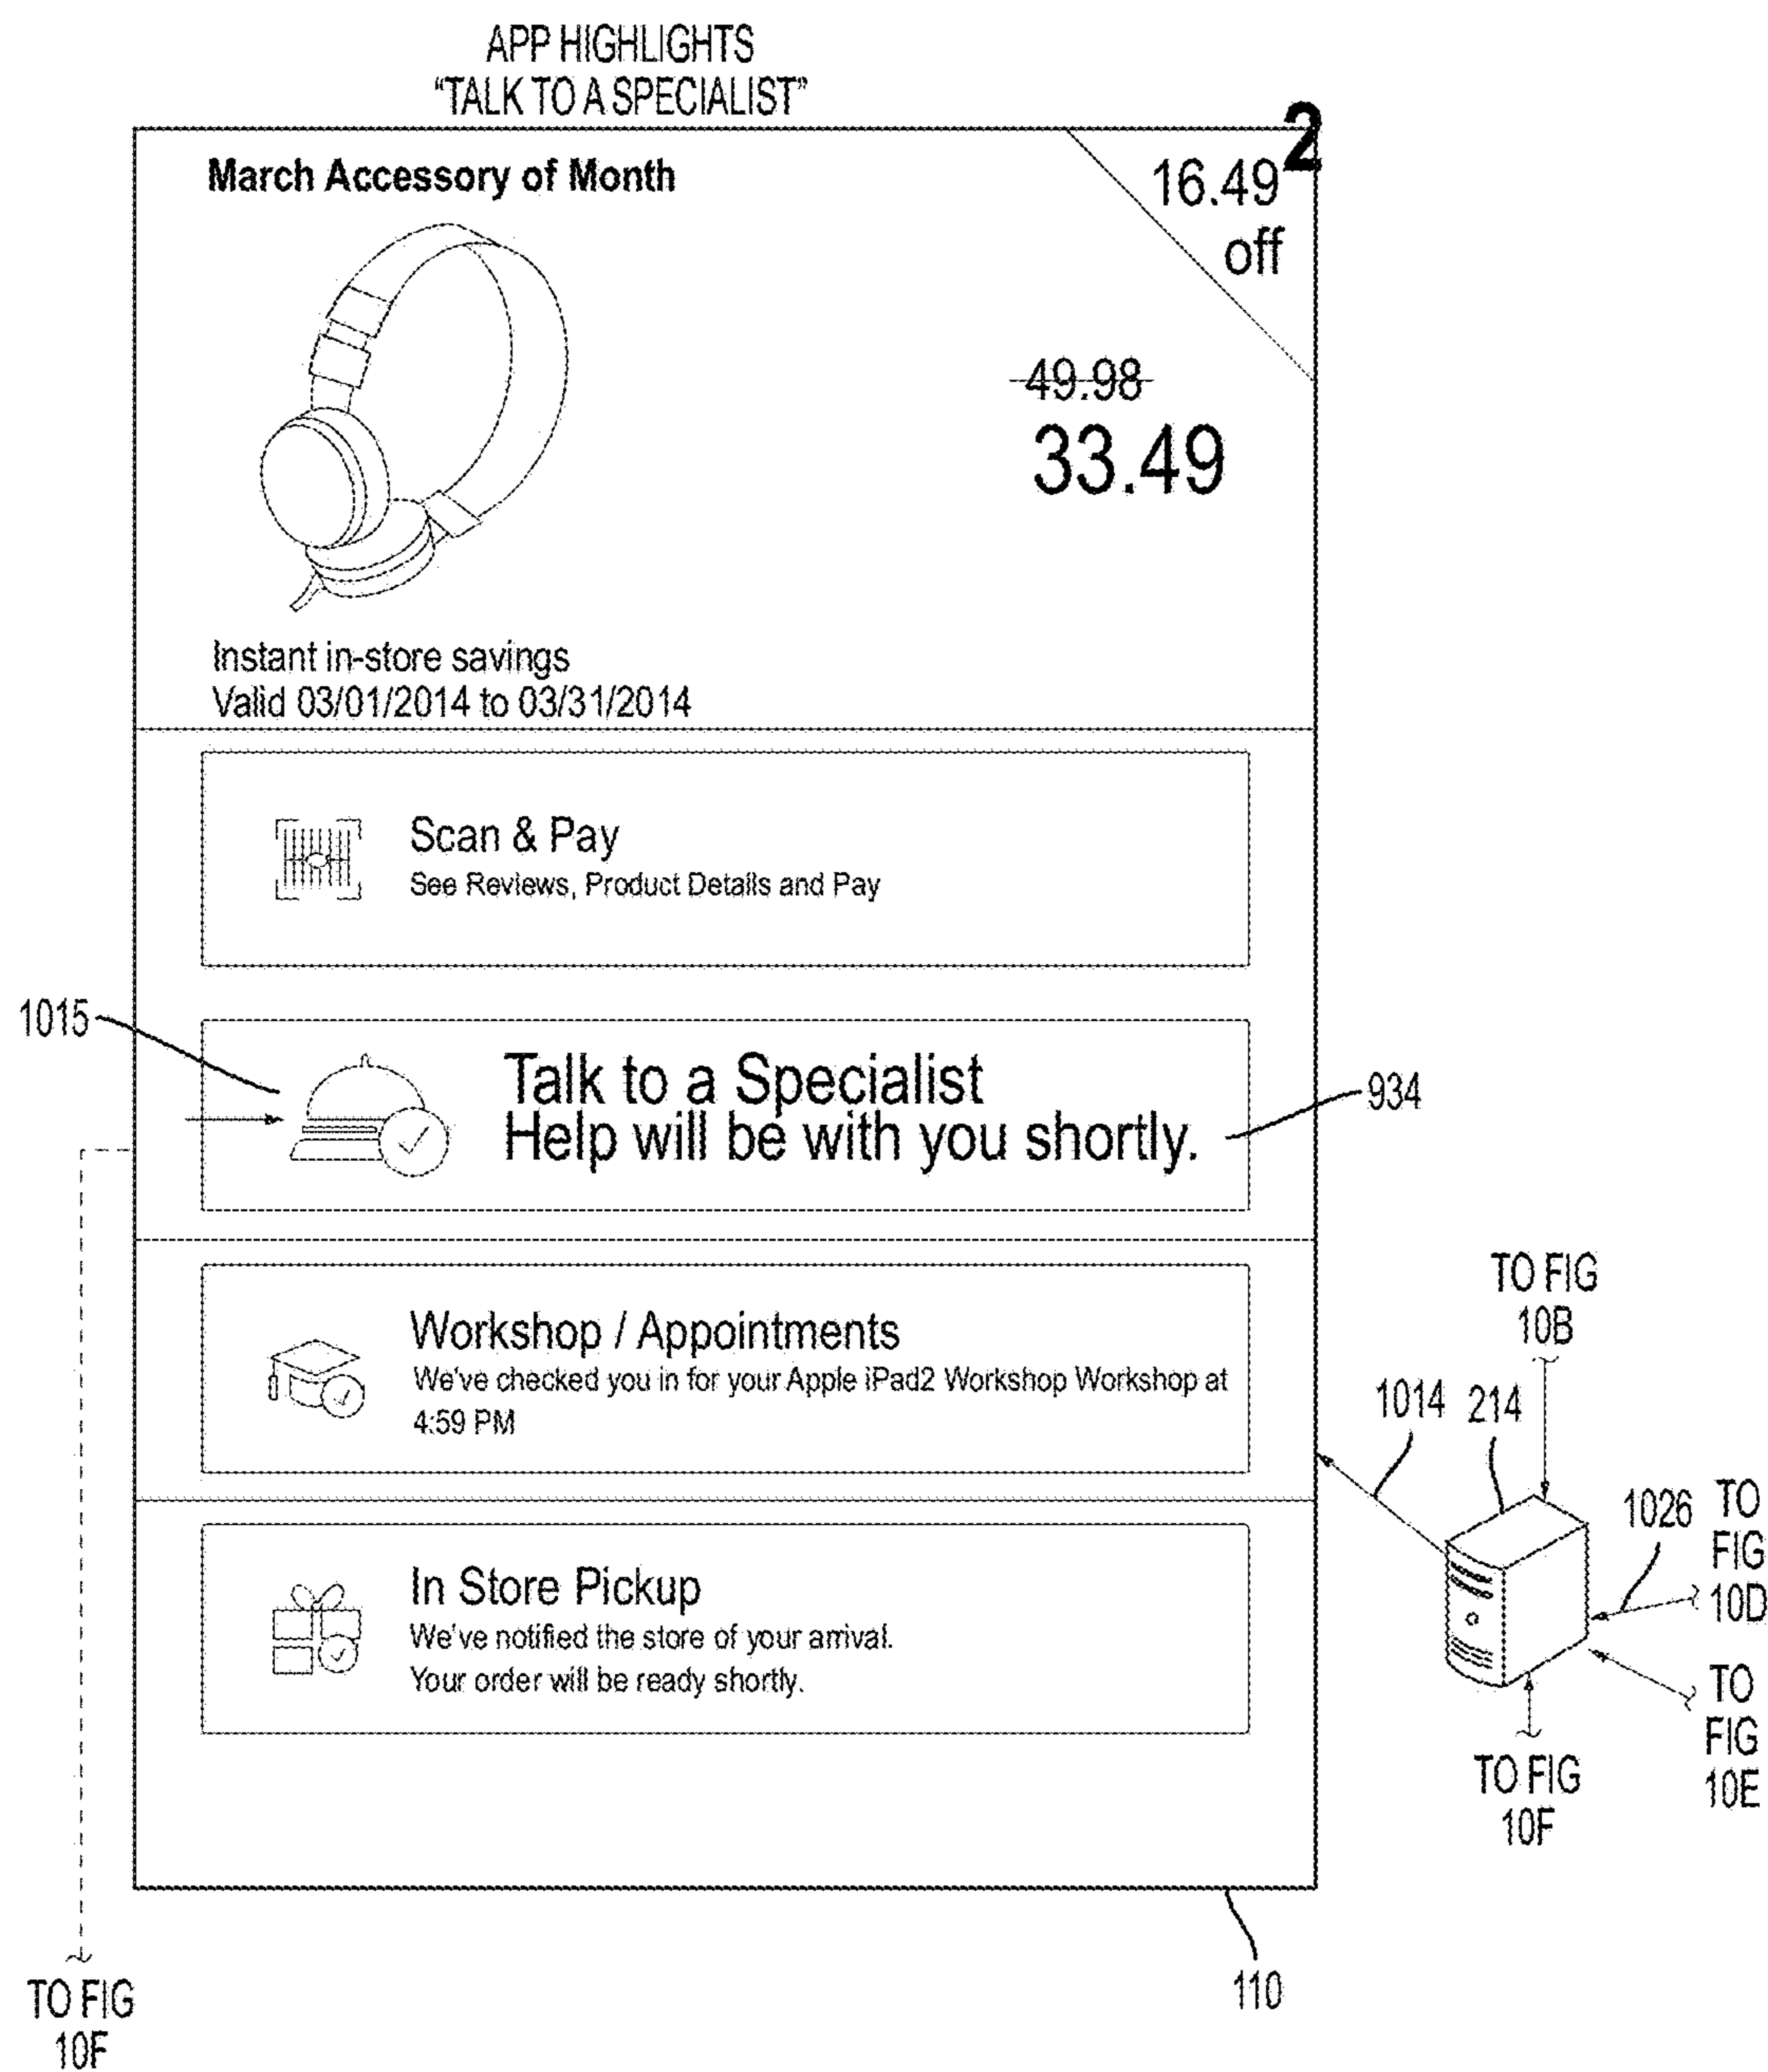 APP HIGHLIGHTS
"TALK TO A SPECIALIST"
2
March Accessory of Month
16.49
off
49.98
33.49
Instant in-store savings
Valid 03/01/2014 to 03/31/2014
Scan & Pay
See Reviews, Product Details and Pay
1015
Talk to a Specialist
Help will be with you shortly.
934
Workshop / Appointments
We've checked you in for your Apple iPad2 Workshop Workshop at
4:59 PM
TO FIG
10B
1014 214
1026
TO
FIG
10D
In Store Pickup
We've notified the store of your arrival.
Your order will be ready shortly.
TO
FIG
10E
TO FIG
10F
110
TO FIG
10F